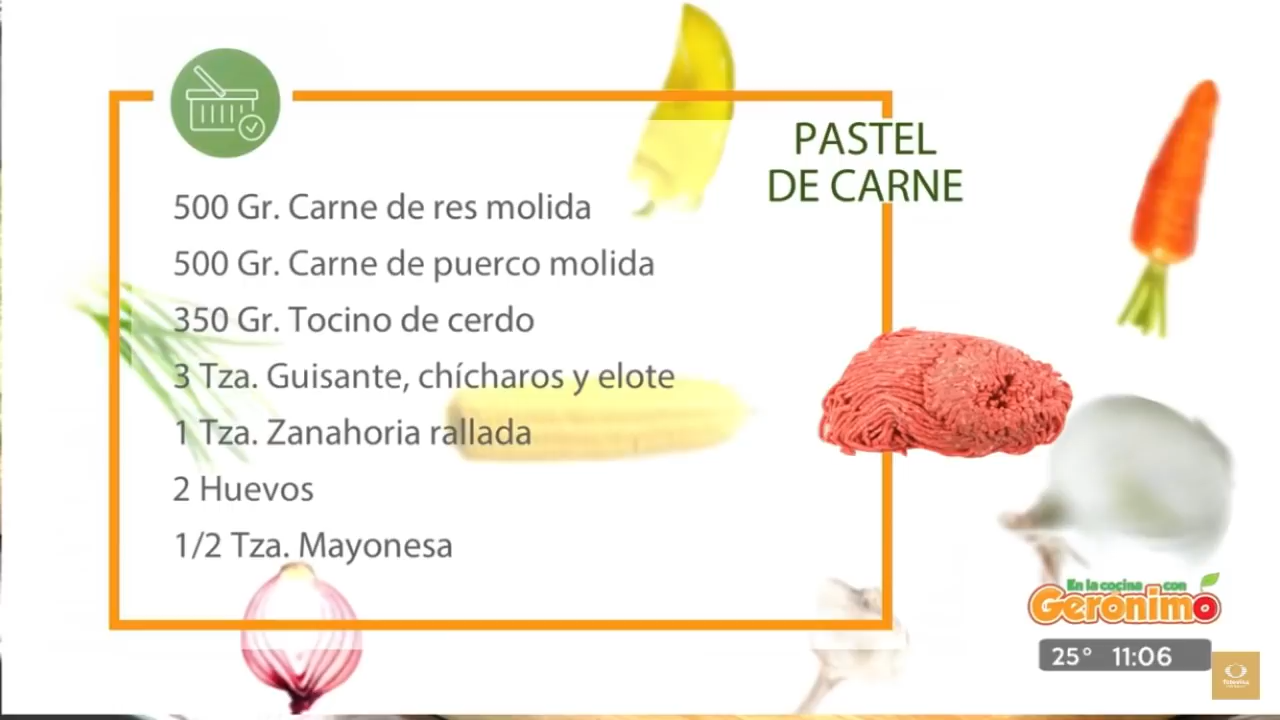 PASTEL
DE CARNE
500 Gr. Carne de res molida
500 Gr. Carne de puerco molida
350 Gr. Tocino de cerdo
3 Tza. Guisante, chícharos y elote
1 Tza. Zanahoria rallada
2 Huevos
1/2 Tza. Mayonesa
En la cocina con
Geronimo
25° 11:06